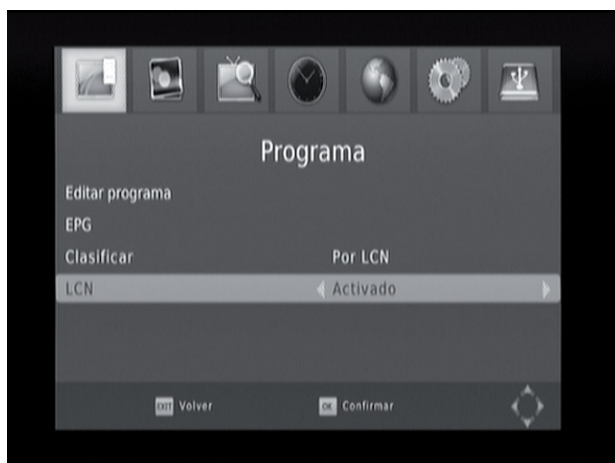 Programa
Editar programa
EPG
Clasificar Por LCN
LCN Activado
EXIT Volver OK Confirmar